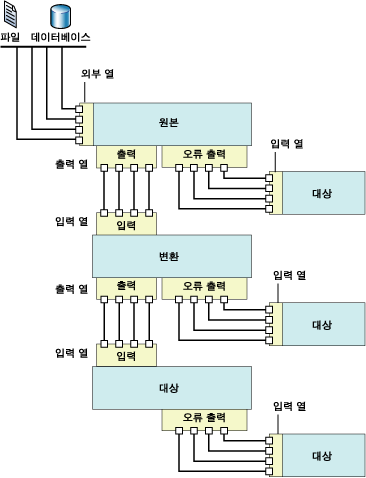 파일 데이터베이스
외부 열
원본
출력 오류 출력
출력 열
입력 열
대상
입력 열
입력
변환
출력 오류 출력
출력 열
입력 열
대상
입력 열
입력
대상
오류 출력
입력 열
대상